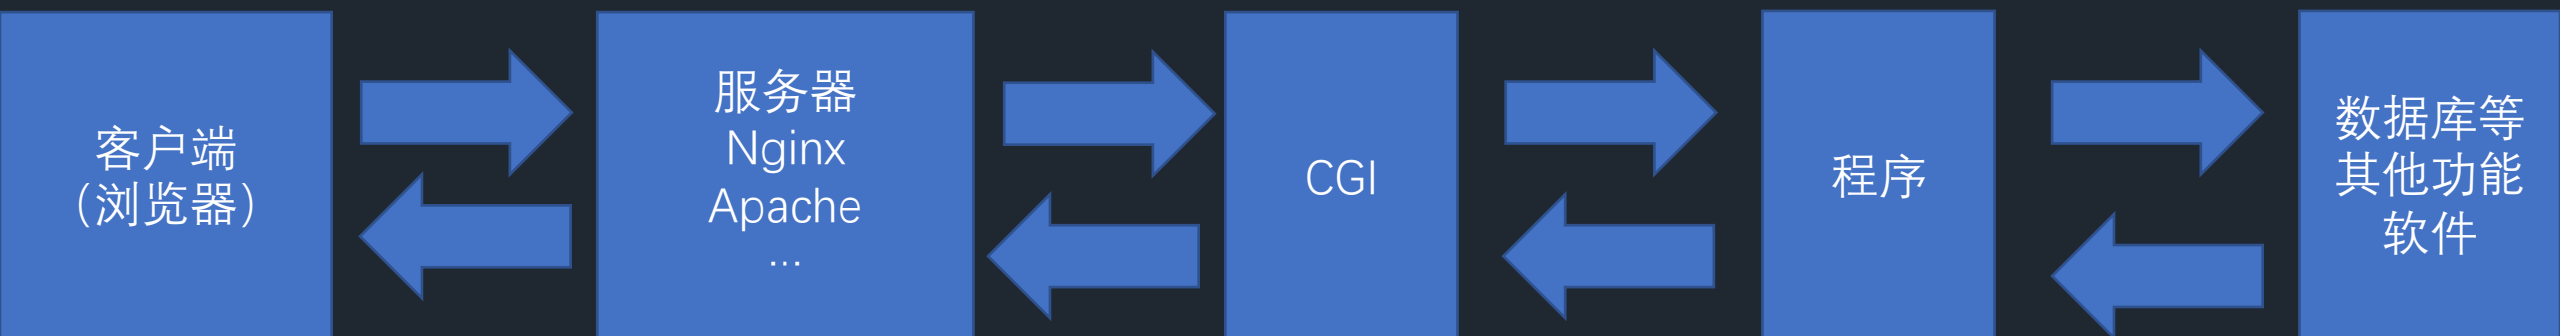 客户端
（浏览器）
服务器
Nginx
Apache
...
CGI
程序
数据库等
其他功能
软件